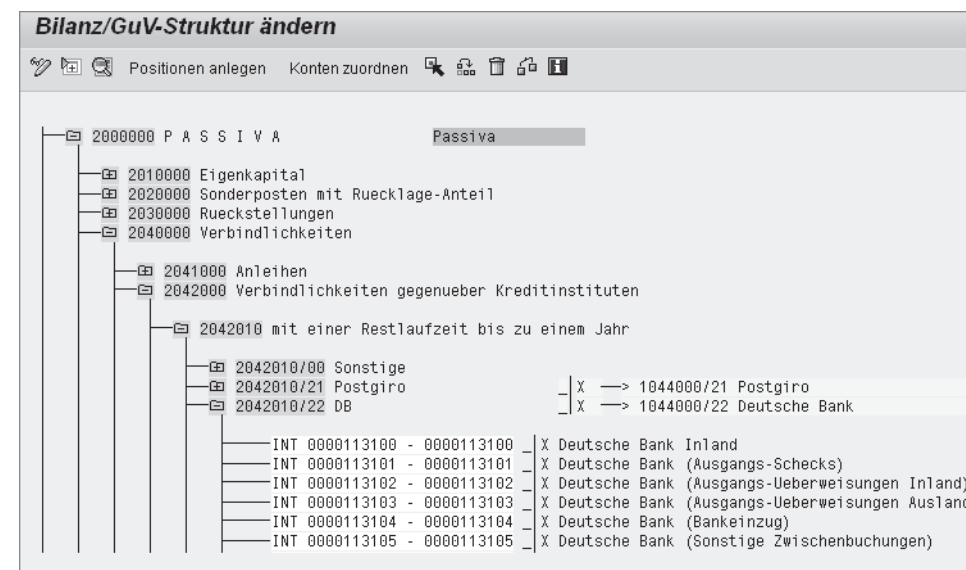 Bilanz/GuV-Struktur ändern
Positionen anlegen Konten zuordnen
2000000 P A S S I V A Passiva
2010000 Eigenkapital
2020000 Sonderposten mit Ruecklage-Anteil
2030000 Rueckstellungen
2040000 Verbindlichkeiten
2041000 Anleihen
2042000 Verbindlichkeiten gegenueber Kreditinstituten
2042010 mit einer Restlaufzeit bis zu einem Jahr
2042010/00 Sonstige
2042010/21 Postgiro _ X —> 1044000/21 Postgiro
2042010/22 DB _ X —> 1044000/22 Deutsche Bank
INT 0000113100 - 0000113100 _ X Deutsche Bank Inland
INT 0000113101 - 0000113101 _ X Deutsche Bank (Ausgangs-Schecks)
INT 0000113102 - 0000113102 _ X Deutsche Bank (Ausgangs-Ueberweisungen Inland)
INT 0000113103 - 0000113103 _ X Deutsche Bank (Ausgangs-Ueberweisungen Ausland
INT 0000113104 - 0000113104 _ X Deutsche Bank (Bankeinzug)
INT 0000113105 - 0000113105 _ X Deutsche Bank (Sonstige Zwischenbuchungen)